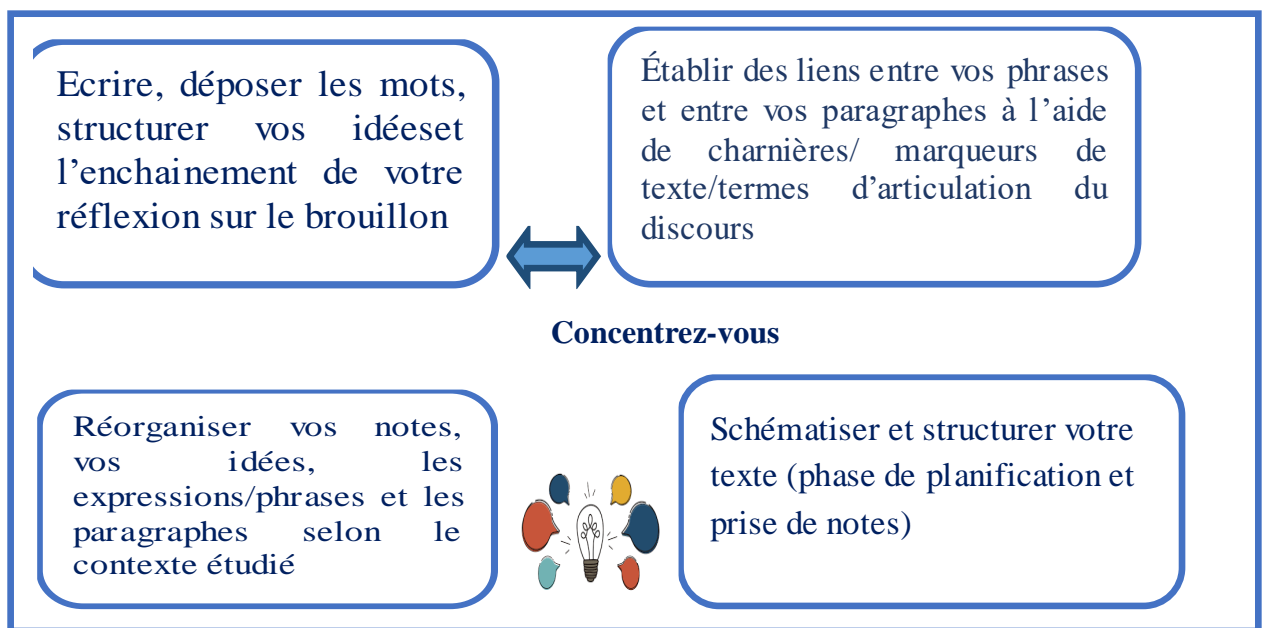 Ecrire, déposer les mots,
structurer vos idéeset
l’enchainement de votre
réflexion sur le brouillon
Établir des liens entre vos phrases
et entre vos paragraphes à l’aide
de charnières/ marqueurs de
texte/termes d’articulation du
discours
Concentrez-vous
Réorganiser vos notes,
vos idées, les
expressions/phrases et les
paragraphes selon le
contexte étudié
Schématiser et structurer votre
texte (phase de planification et
prise de notes)